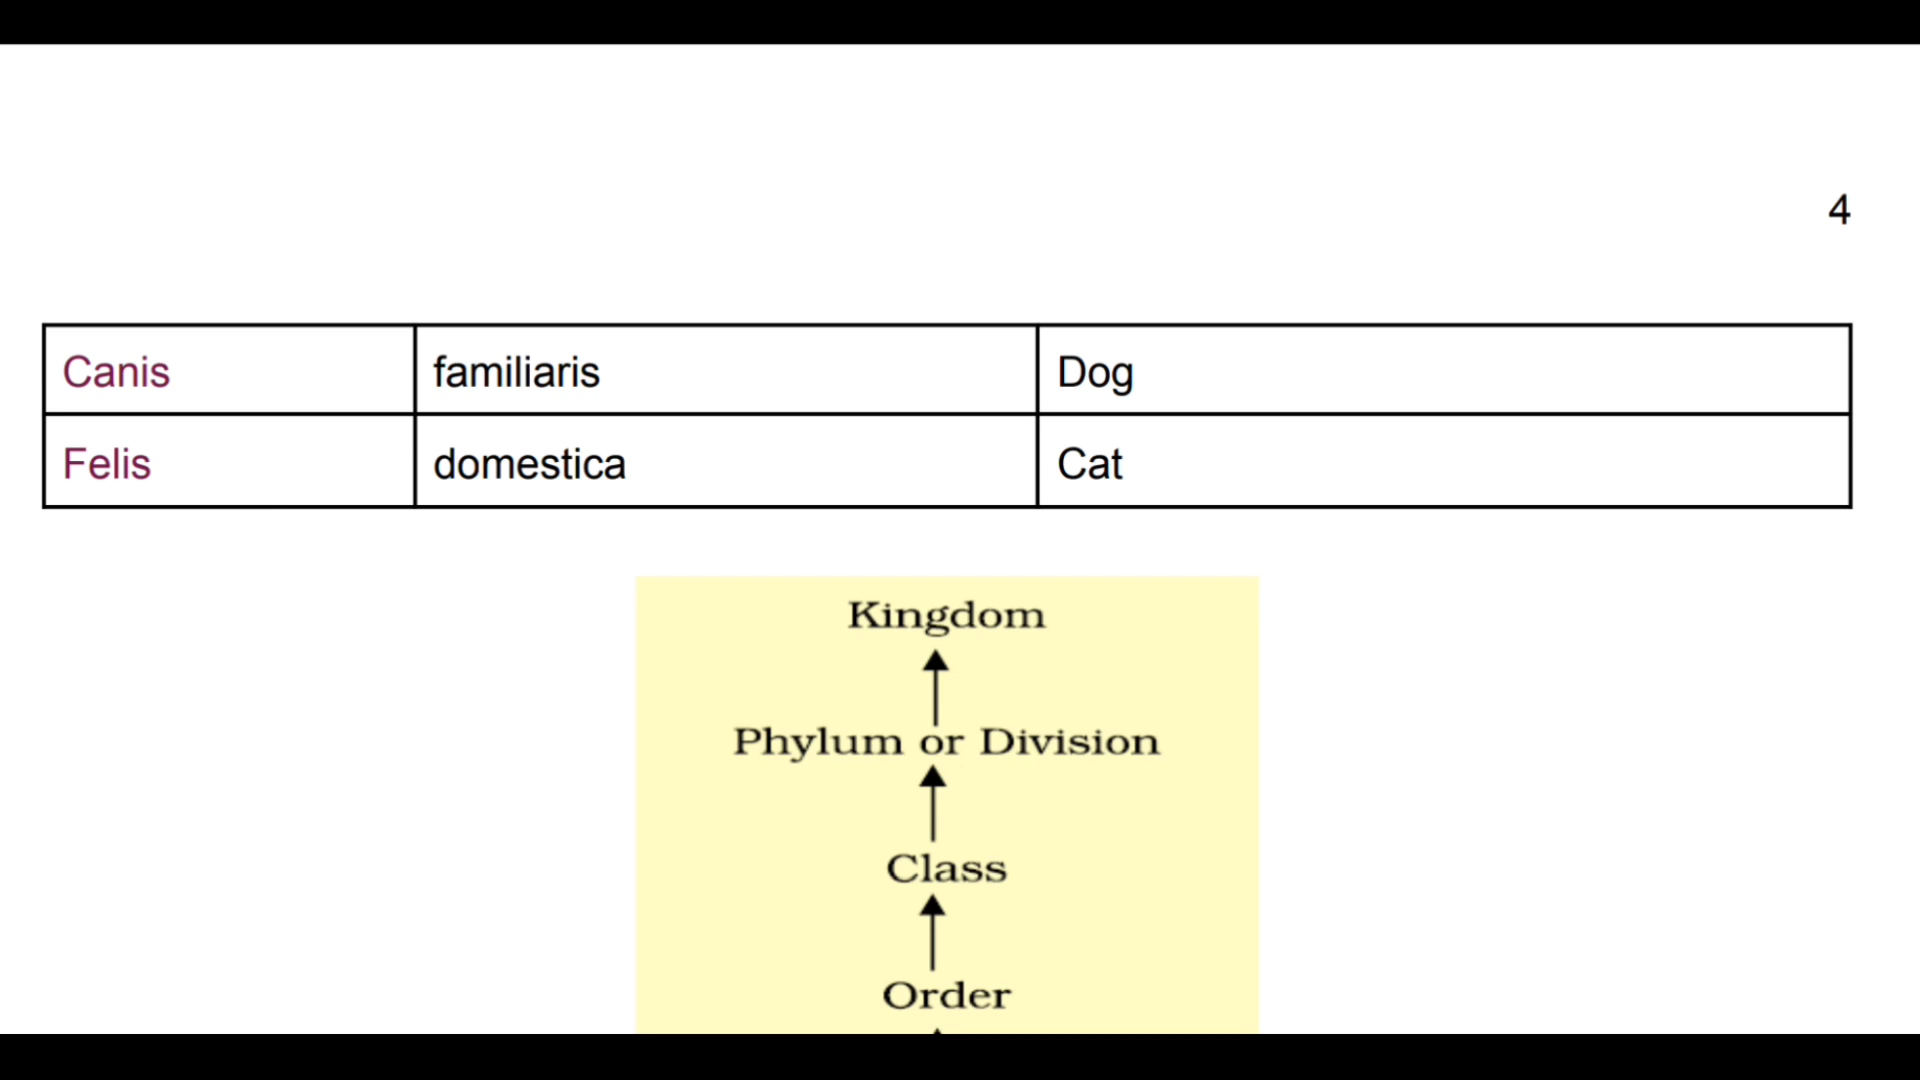 4
Canis familiaris Dog
Felis domestica Cat
Kingdom
Phylum or Division
Class
Order